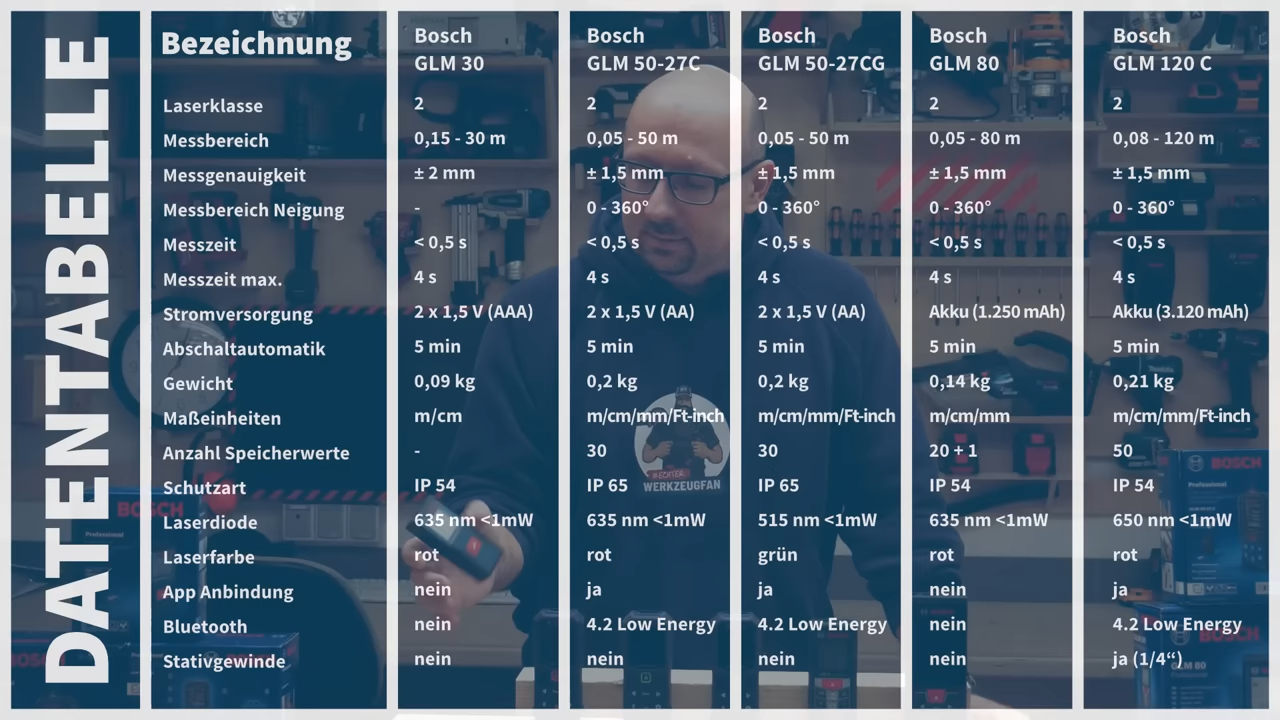 DATENTABELLE
Bezeichnung Bosch GLM 30 Bosch GLM 50-27C Bosch GLM 50-27CG Bosch GLM 80 Bosch GLM 120 C
Laserklasse 2 2 2 2 2
Messbereich 0,15 - 30 m 0,05 - 50 m 0,05 - 50 m 0,05 - 80 m 0,08 - 120 m
Messgenauigkeit ± 2 mm ± 1,5 mm ± 1,5 mm ± 1,5 mm ± 1,5 mm
Messbereich Neigung - 0 - 360° 0 - 360° 0 - 360° 0 - 360°
Messzeit < 0,5 s < 0,5 s < 0,5 s < 0,5 s < 0,5 s
Messzeit max. 4 s 4 s 4 s 4 s 4 s
Stromversorgung 2 x 1,5 V (AAA) 2 x 1,5 V (AA) 2 x 1,5 V (AA) Akku (1.250 mAh) Akku (3.120 mAh)
Abschaltautomatik 5 min 5 min 5 min 5 min 5 min
Gewicht 0,09 kg 0,2 kg 0,2 kg 0,14 kg 0,21 kg
Maßeinheiten m/cm m/cm/mm/Ft-inch m/cm/mm/Ft-inch m/cm/mm m/cm/mm/Ft-inch
Anzahl Speicherwerte - 30 30 20 + 1 50
Schutzart IP 54 IP 65 IP 65 IP 54 IP 54
Laserdiode 635 nm <1mW 635 nm <1mW 515 nm <1mW 635 nm <1mW 650 nm <1mW
Laserfarbe rot rot grün rot rot
App Anbindung nein ja ja nein ja
Bluetooth nein 4.2 Low Energy 4.2 Low Energy nein 4.2 Low Energy
Stativgewinde nein nein nein nein ja (1/4“)
#ECHTER
WERKZEUGFAN
BOSCH
Professional
BOSCH
Professional
BOSCH
GLM 80